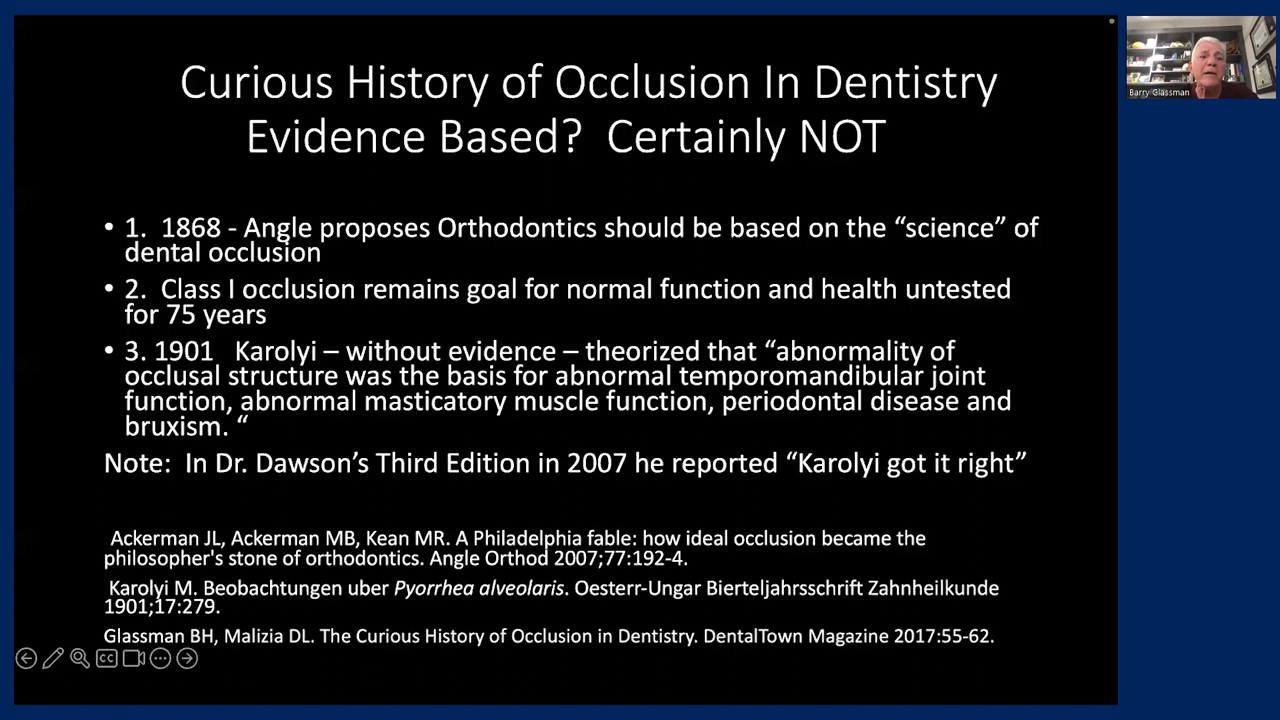 Curious History of Occlusion In Dentistry
Evidence Based? Certainly NOT
• 1. 1868 - Angle proposes Orthodontics should be based on the “science” of
dental occlusion
• 2. Class I occlusion remains goal for normal function and health untested
for 75 years
• 3. 1901 Karolyi – without evidence – theorized that “abnormality of
occlusal structure was the basis for abnormal temporomandibular joint
function, abnormal masticatory muscle function, periodontal disease and
bruxism. “
Note: In Dr. Dawson’s Third Edition in 2007 he reported “Karolyi got it right”
Ackerman JL, Ackerman MB, Kean MR. A Philadelphia fable: how ideal occlusion became the
philosopher's stone of orthodontics. Angle Orthod 2007;77:192-4.
Karolyi M. Beobachtungen uber Pyorrhea alveolaris. Oesterr-Ungar Bierteljahrsschrift Zahnheilkunde
1901;17:279.
Glassman BH, Malizia DL. The Curious History of Occlusion in Dentistry. DentalTown Magazine 2017:55-62.
CC
Barry Glassman